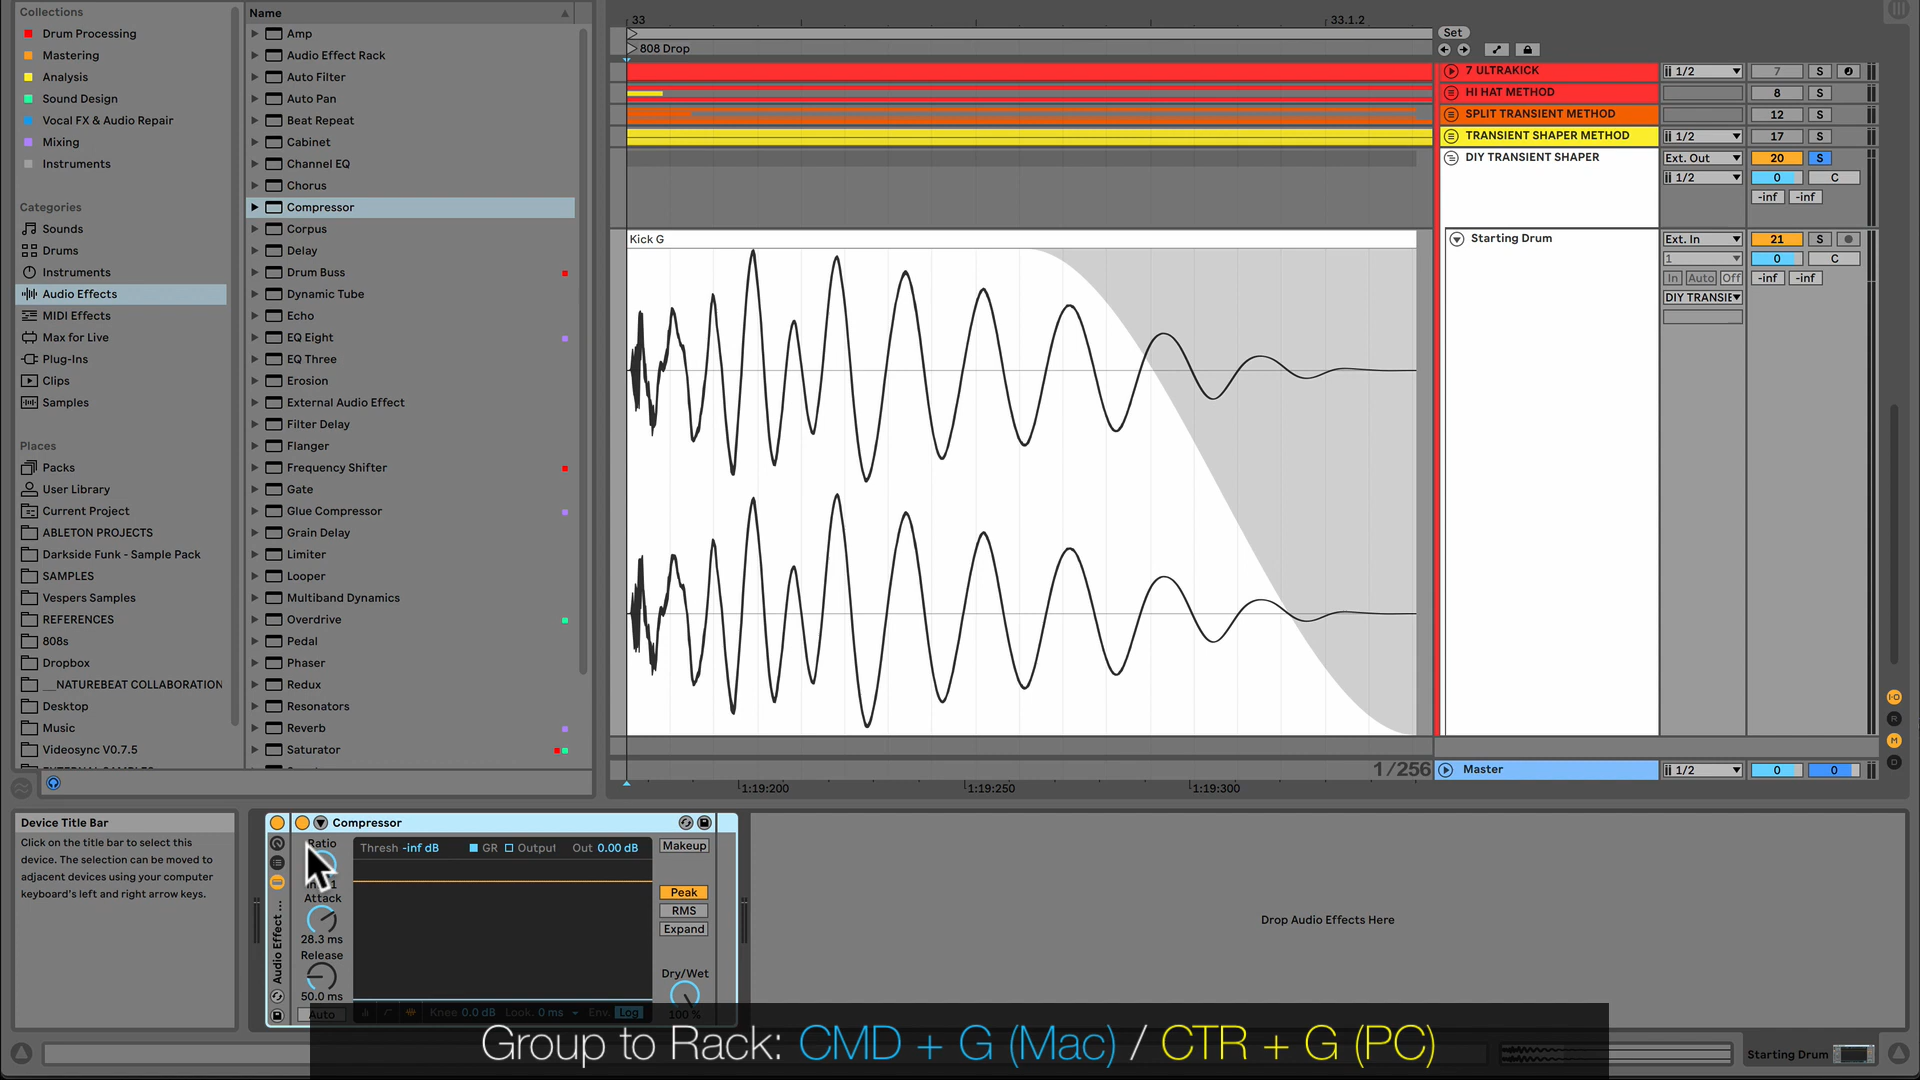 Collections
Drum Processing
Mastering
Analysis
Sound Design
Vocal FX & Audio Repair
Mixing
Instruments
Categories
Sounds
Drums
Instruments
Audio Effects
MIDI Effects
Max for Live
Plug-Ins
Clips
Samples
Places
Packs
User Library
Current Project
ABLETON PROJECTS
Darkside Funk - Sample Pack
SAMPLES
Vespers Samples
REFERENCES
808s
Dropbox
__NATUREBEAT COLLABORATION
Desktop
Music
Videosync V0.7.5
Name
Amp
Audio Effect Rack
Auto Filter
Auto Pan
Beat Repeat
Cabinet
Channel EQ
Chorus
Compressor
Corpus
Delay
Drum Buss
Dynamic Tube
Echo
EQ Eight
EQ Three
Erosion
External Audio Effect
Filter Delay
Flanger
Frequency Shifter
Gate
Glue Compressor
Grain Delay
Limiter
Looper
Multiband Dynamics
Overdrive
Pedal
Phaser
Redux
Resonators
Reverb
Saturator
33 33.1.2
808 Drop
Set
7 ULTRAKICK 1/2 7 S
HI HAT METHOD 8 S
SPLIT TRANSIENT METHOD 12 S
TRANSIENT SHAPER METHOD 1/2 17 S
DIY TRANSIENT SHAPER Ext. Out 20 S
1/2 0 C
-inf -inf
Kick G
Starting Drum Ext. In 21 S
1 0 C
In Auto Off -inf -inf
DIY TRANSIE
1/256
Master 1/2 0 0
1:19:200 1:19:250 1:19:300
I·O
R
M
D
Device Title Bar
Click on the title bar to select this
device. The selection can be moved to
adjacent devices using your computer
keyboard's left and right arrow keys.
Audio Effect ...
Compressor
Ratio
Attack
28.3 ms
Release
50.0 ms
Auto
Thresh -inf dB GR Output Out 0.00 dB
Makeup
Peak
RMS
Expand
Dry/Wet
100 %
Knee 0.0 dB Look. 0 ms Env. Log
Drop Audio Effects Here
Group to Rack: CMD + G (Mac) / CTR + G (PC)
Starting Drum